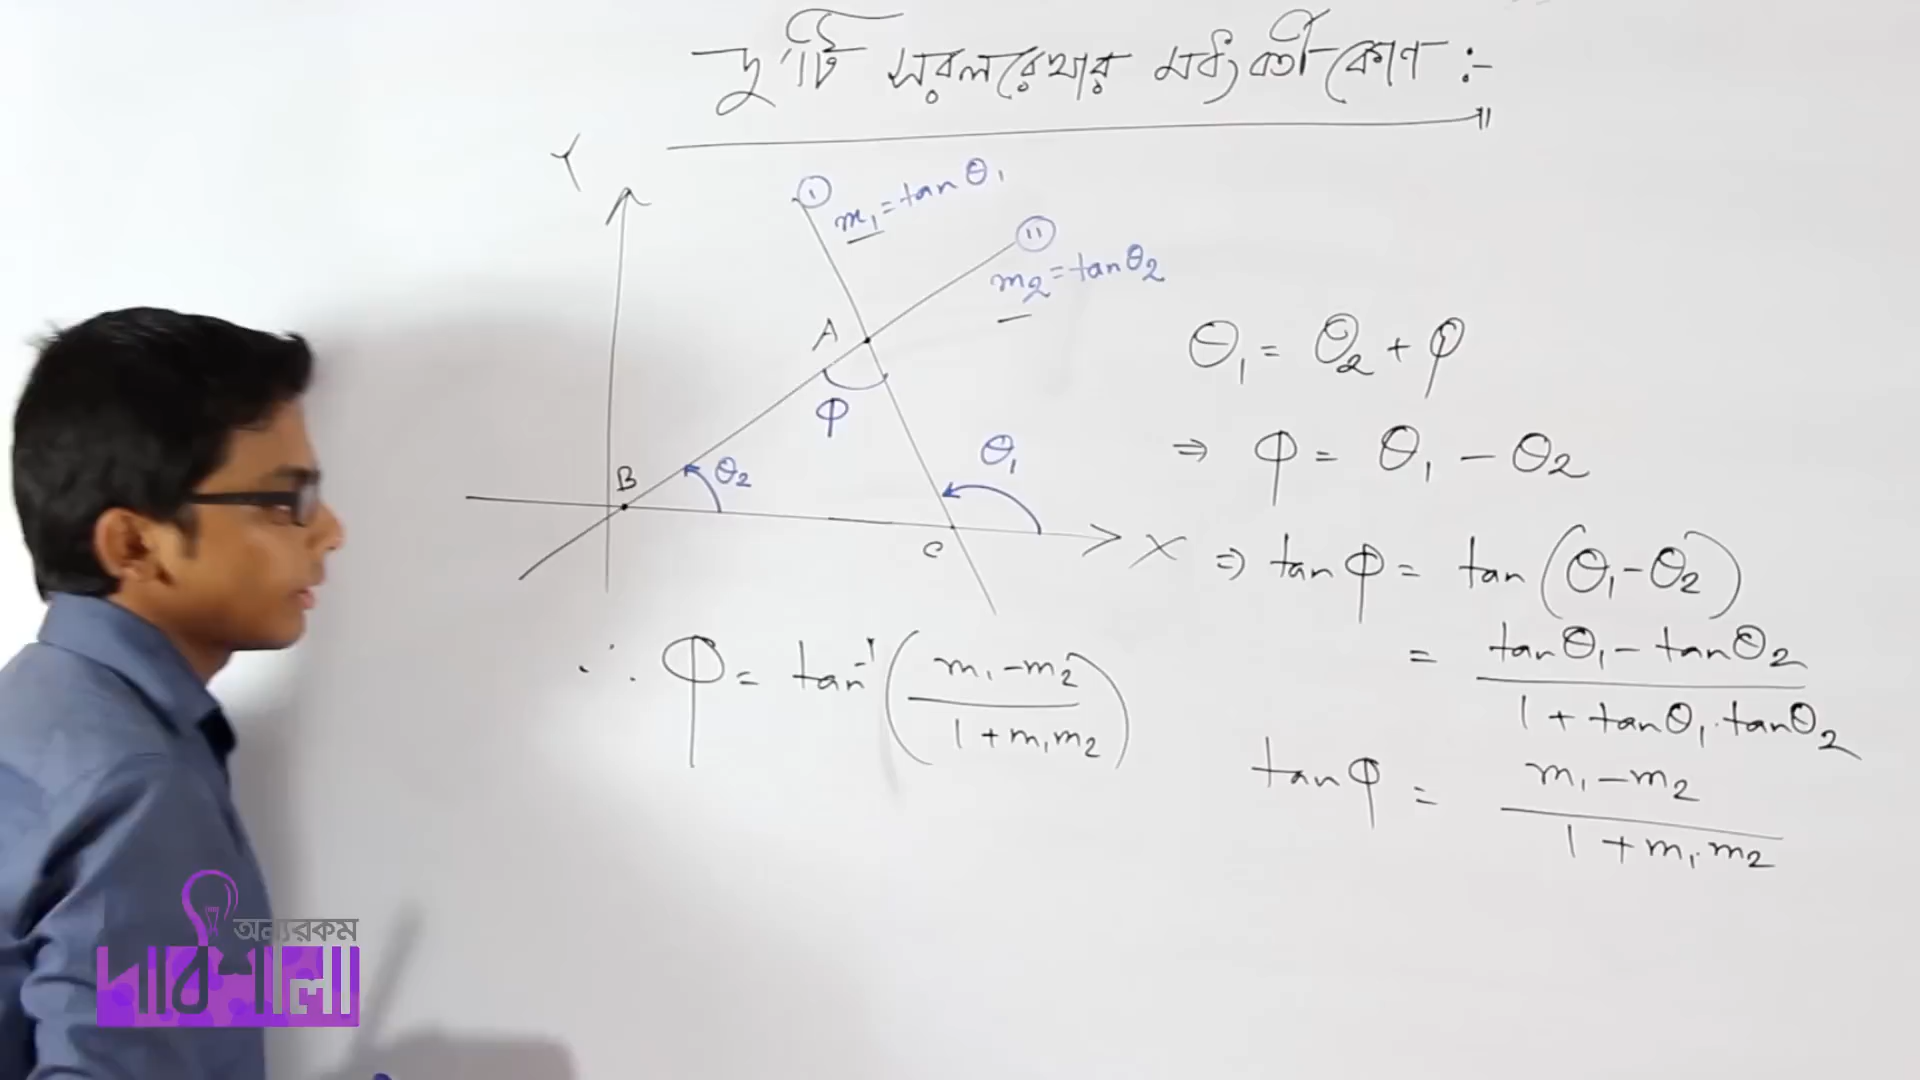 দুটি সরলরেখার মধ্যবর্তী কোণ :-
Y
I
m₁ = tan θ₁
II
m₂ = tan θ₂
A
φ
B
θ₂
θ₁
C
X
θ₁ = θ₂ + φ
⇒ φ = θ₁ - θ₂
⇒ tan φ = tan (θ₁ - θ₂)
= (tan θ₁ - tan θ₂) / (1 + tan θ₁ . tan θ₂)
tan φ = (m₁ - m₂) / (1 + m₁ . m₂)
∴ φ = tan⁻¹ ((m₁ - m₂) / (1 + m₁ m₂))
অন্যরকম
পাঠশালা